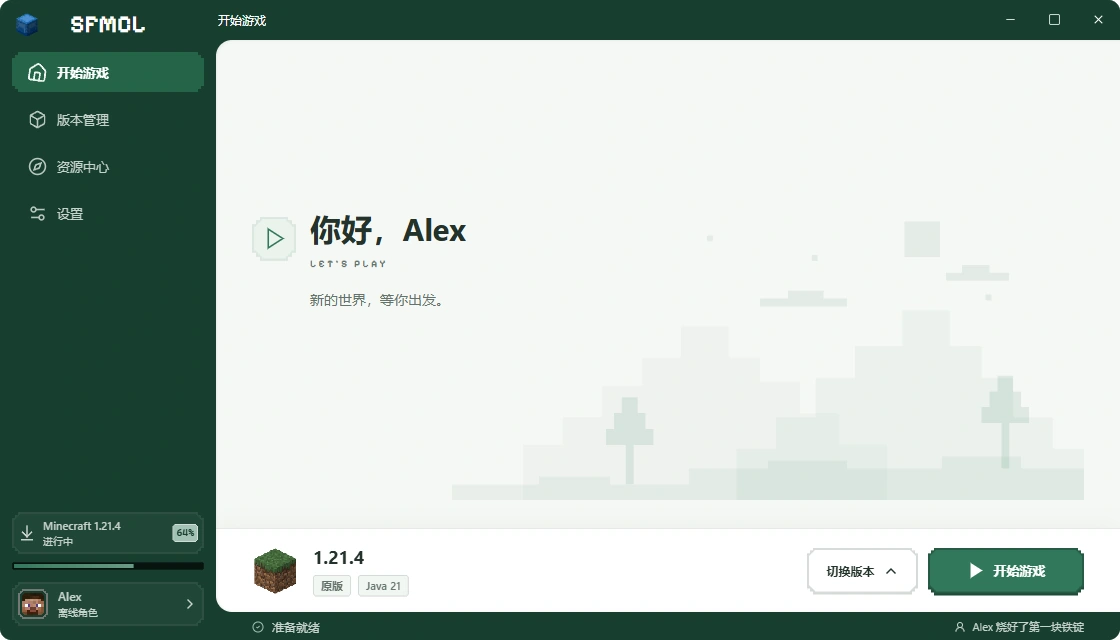 SFMOL
开始游戏
开始游戏
版本管理
资源中心
设置
你好，Alex
LET'S PLAY
新的世界，等你出发。
Minecraft 1.21.4
进行中
64%
Alex
离线角色
1.21.4
原版
Java 21
切换版本
开始游戏
准备就绪
Alex 烧好了第一块铁锭